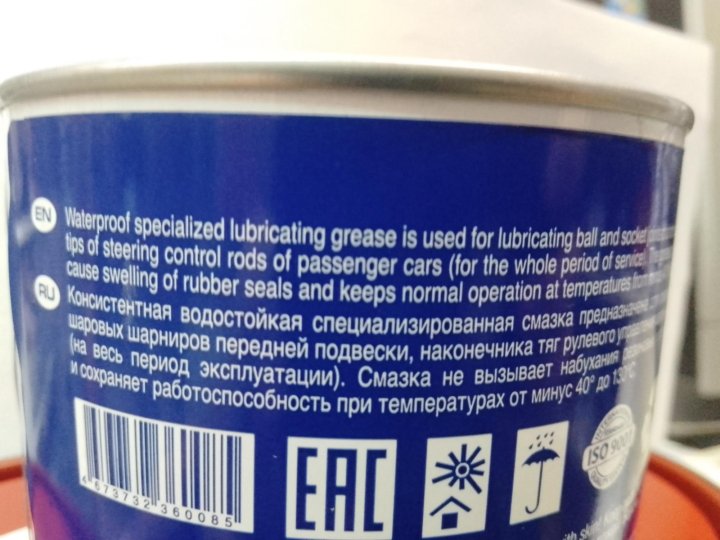 EN Waterproof specialized lubricating grease is used for lubricating ball and socket
tips of steering control rods of passenger cars (for the whole period of service).
cause swelling of rubber seals and keeps normal operation at temperatures from
RU Консистентная водостойкая специализированная смазка предназначена
шаровых шарниров передней подвески, наконечника тяг рулевого
(на весь период эксплуатации). Смазка не вызывает набухания
и сохраняет работоспособность при температурах от минус 40° до 130°С
4 973732 360085
EAC
ISO 9001